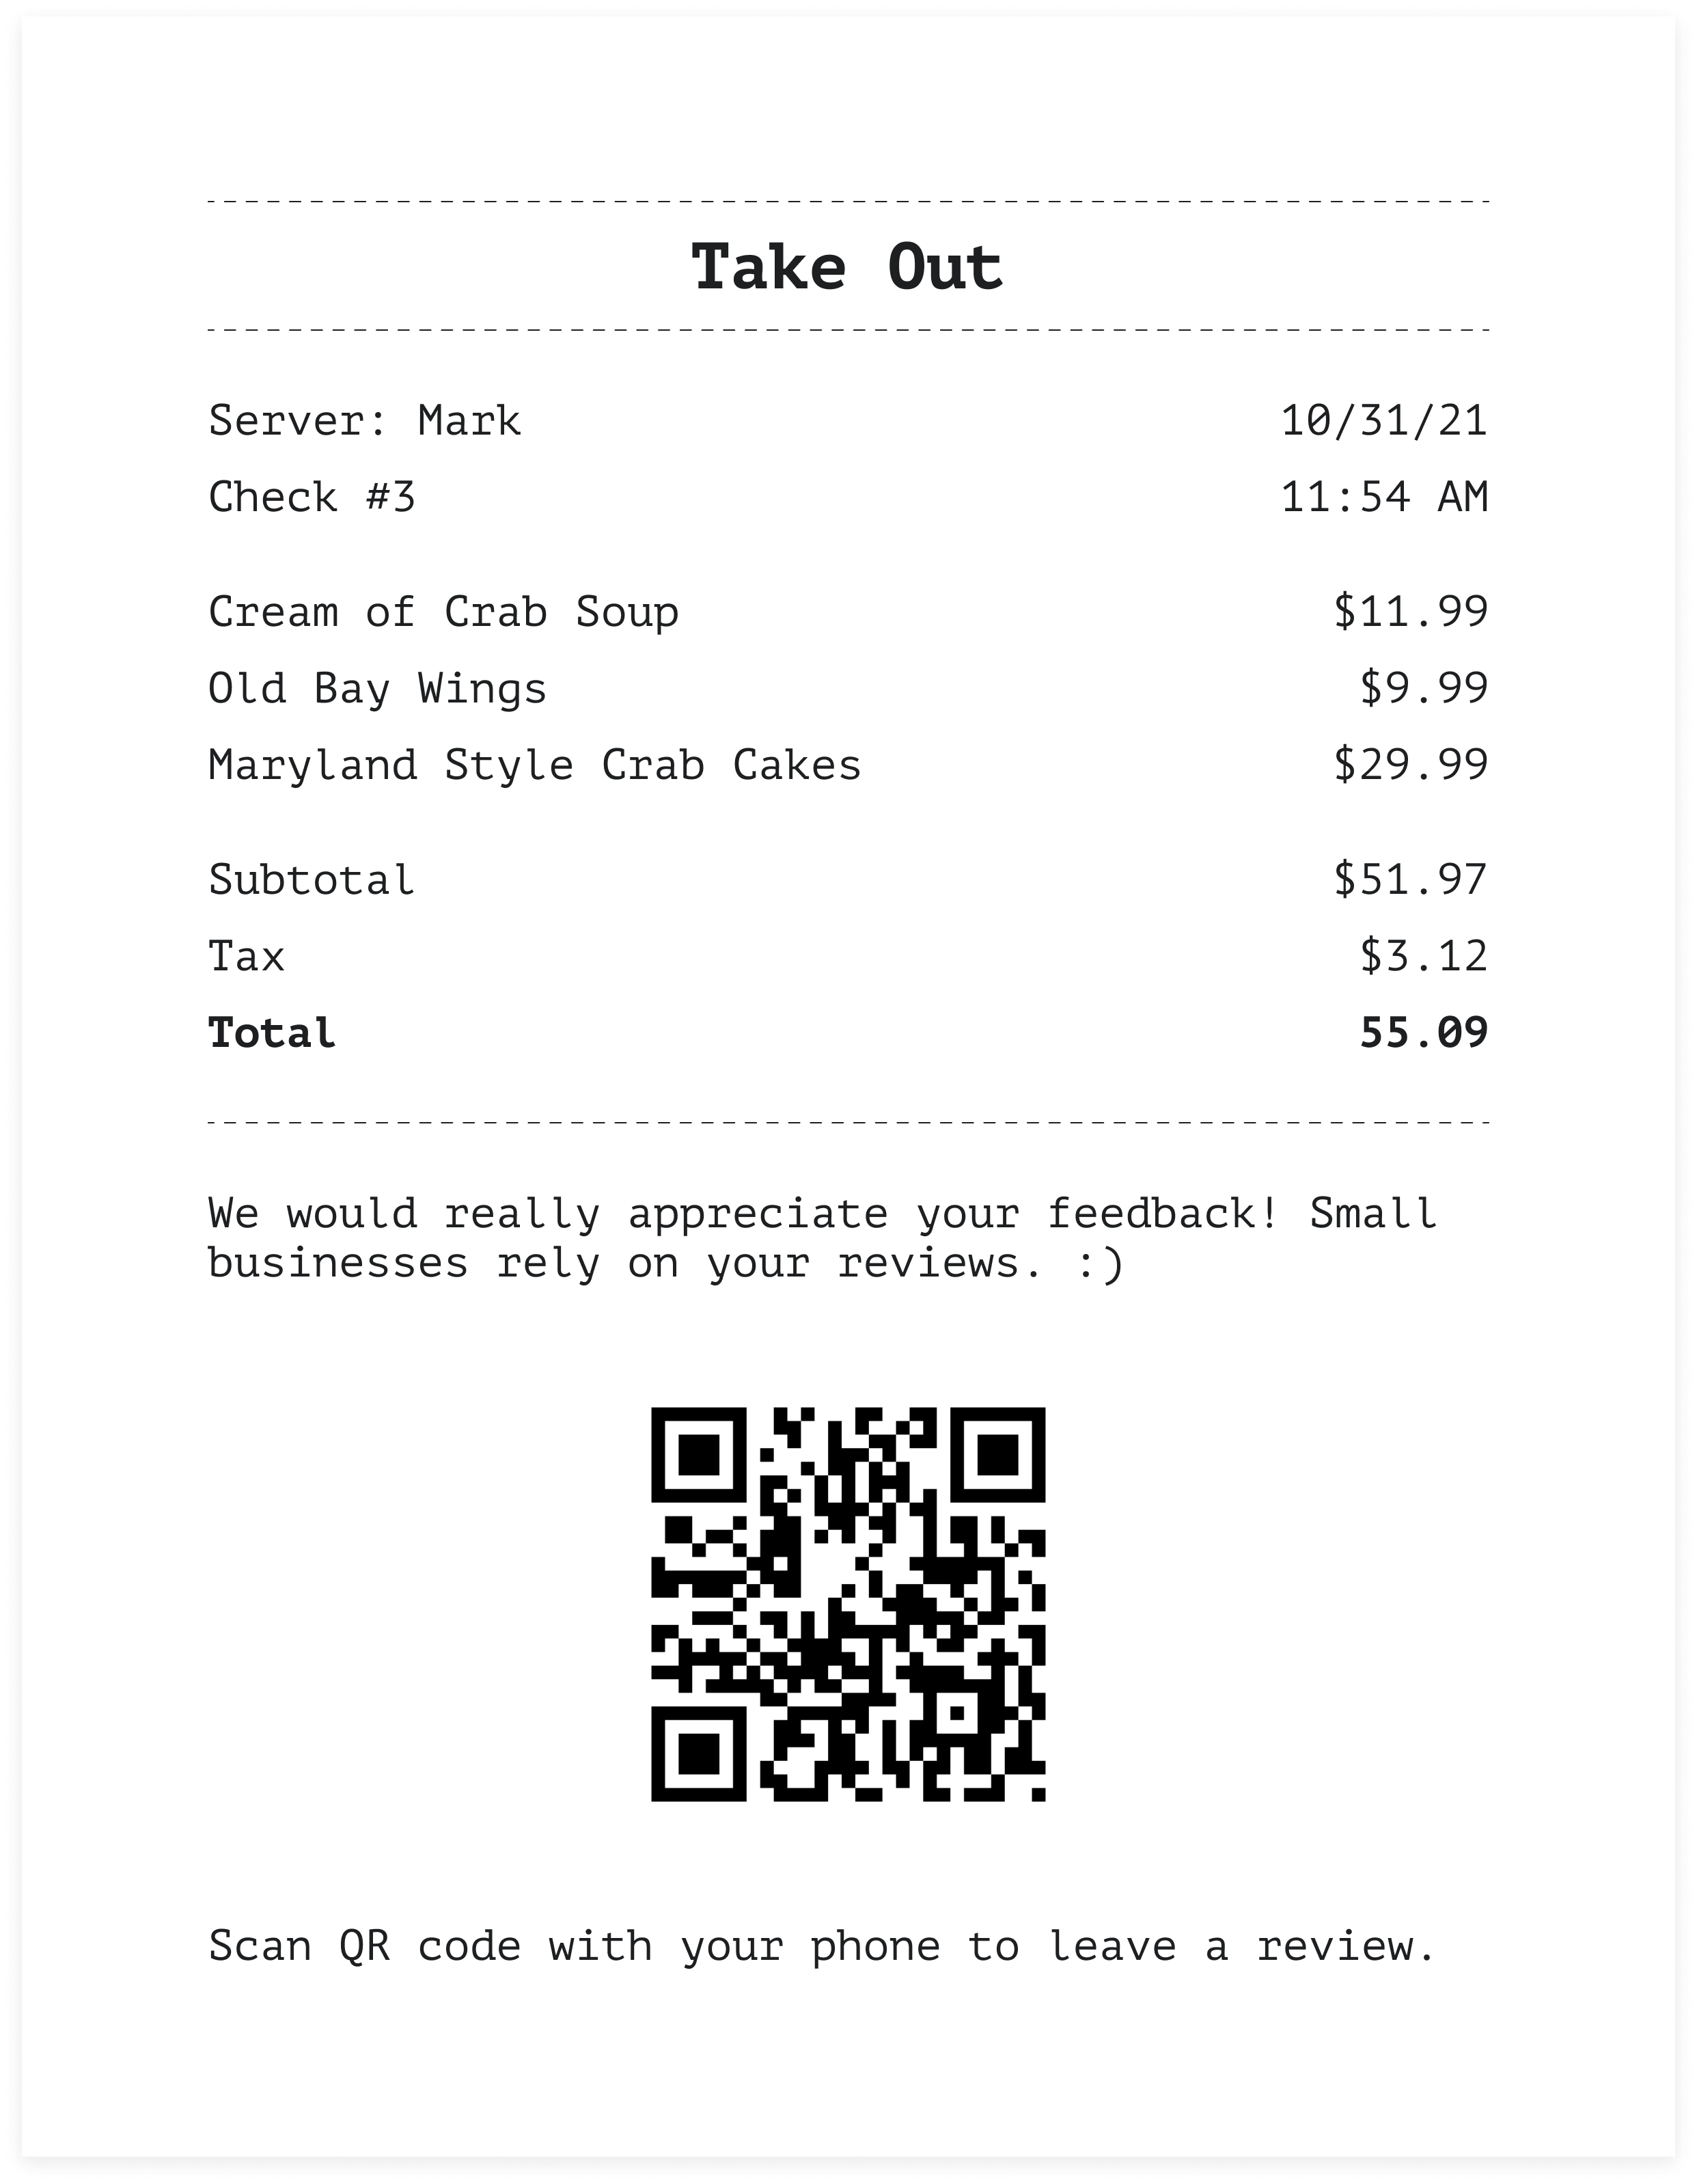 Take Out
Server: Mark 10/31/21
Check #3 11:54 AM
Cream of Crab Soup $11.99
Old Bay Wings $9.99
Maryland Style Crab Cakes $29.99
Subtotal $51.97
Tax $3.12
Total 55.09
We would really appreciate your feedback! Small
businesses rely on your reviews. :)
Scan QR code with your phone to leave a review.